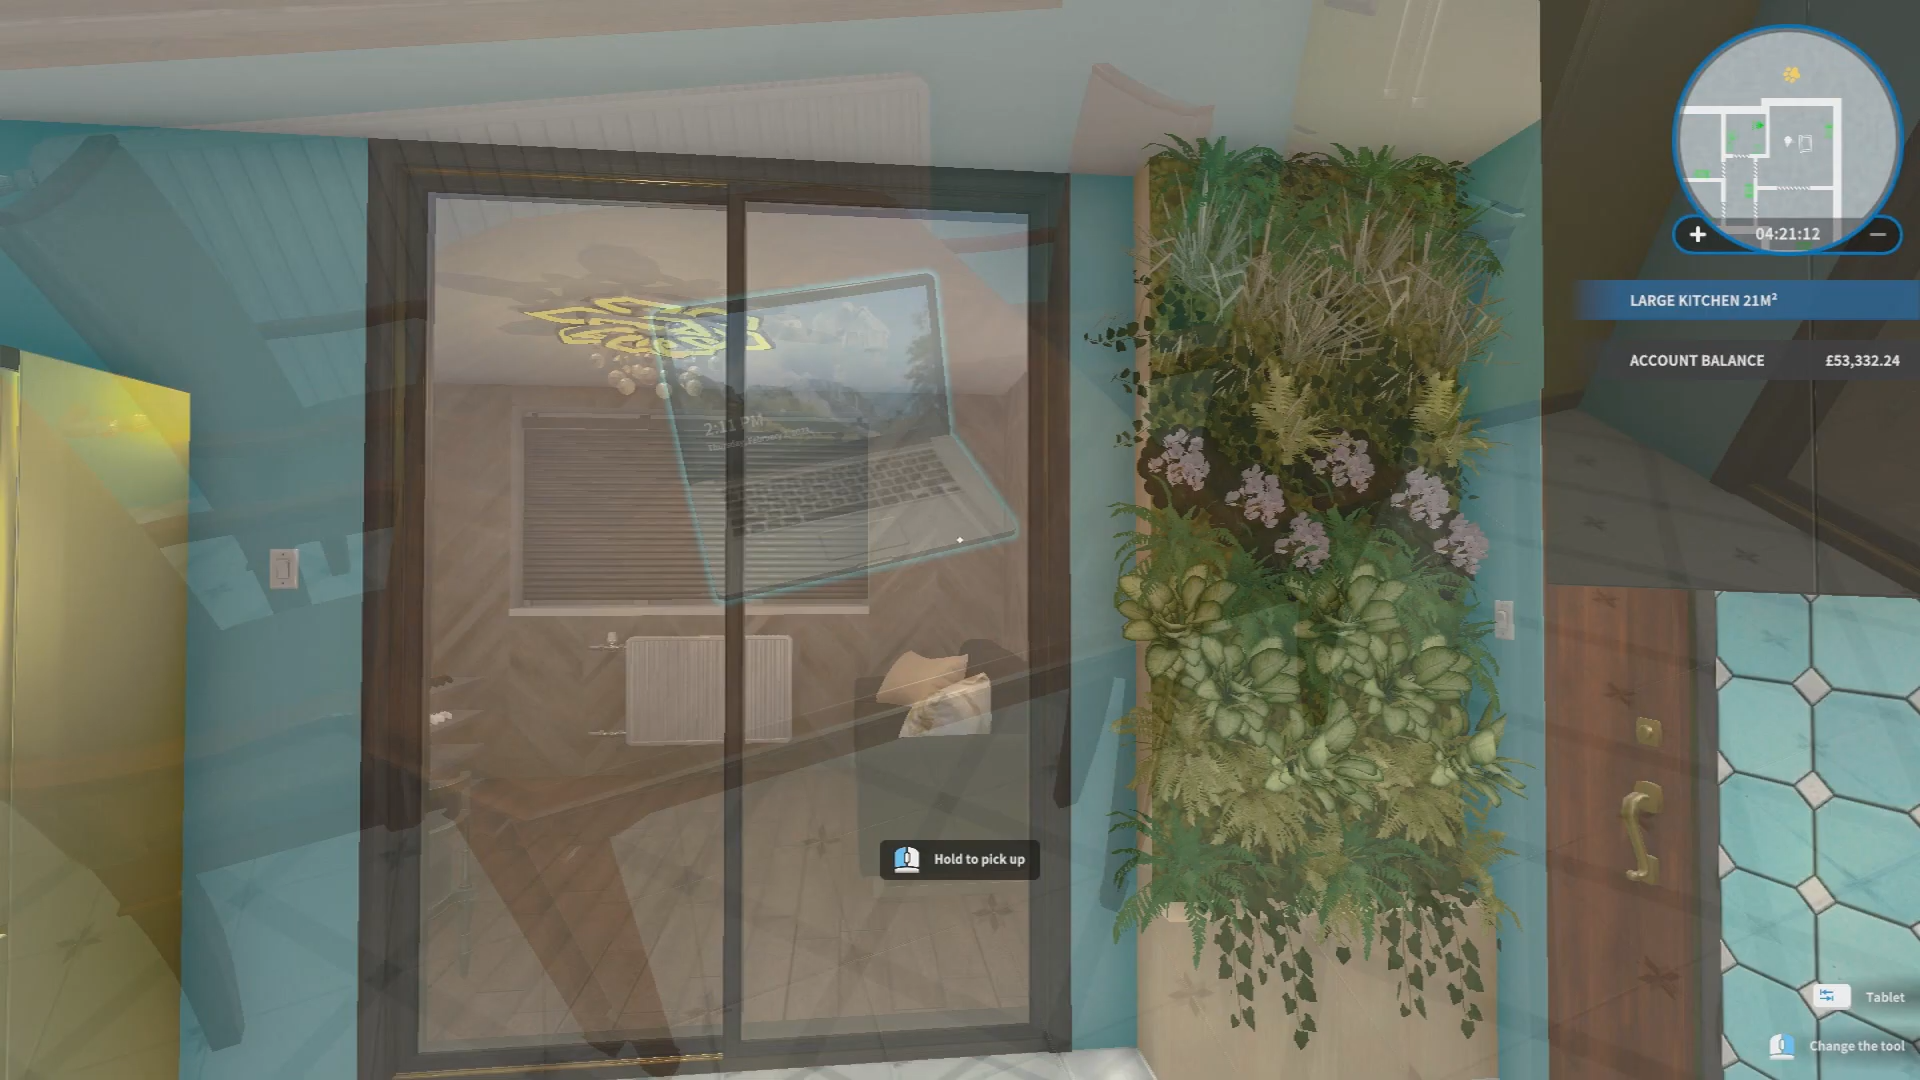 04:21:12
LARGE KITCHEN 21M²
ACCOUNT BALANCE £53,332.24
2:11 PM
Hold to pick up
Tablet
Change the tool